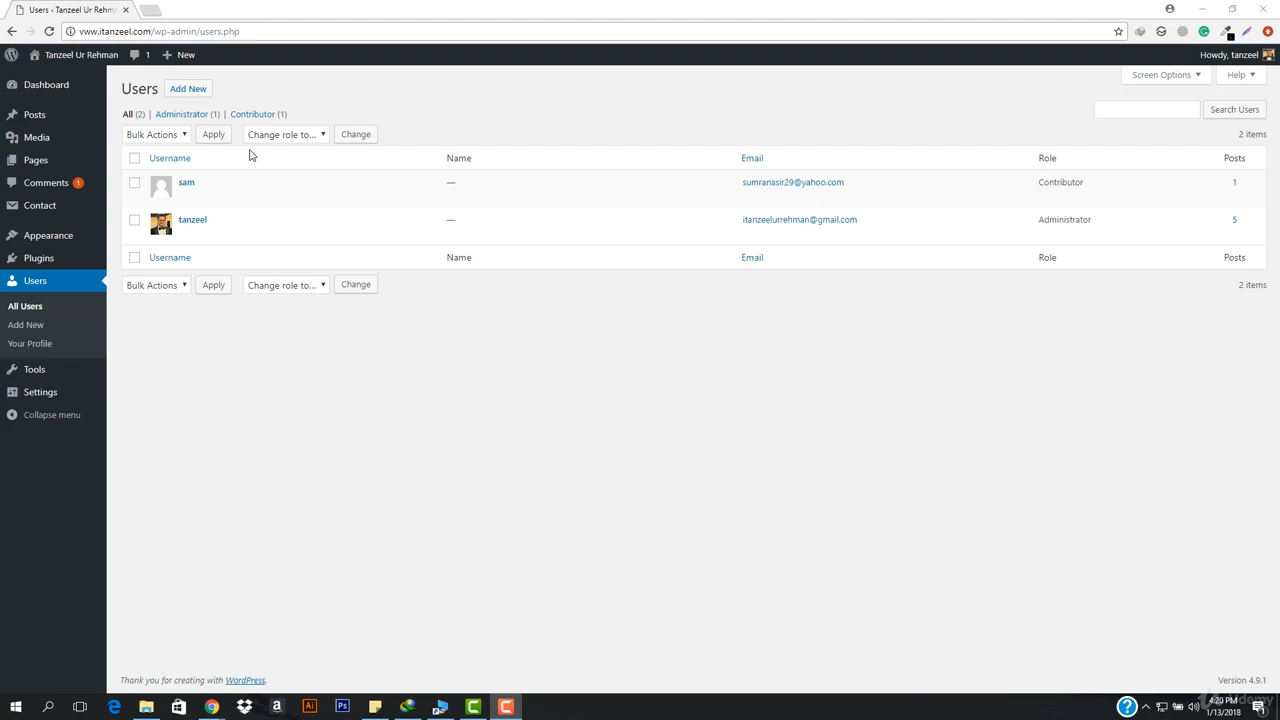 Users ‹ Tanzeel Ur Rehm
www.itanzeel.com/wp-admin/users.php
Tanzeel Ur Rehman 1 New Howdy, tanzeel
Screen Options Help
Dashboard
Posts
Media
Pages
Comments 1
Contact
Appearance
Plugins
Users
All Users
Add New
Your Profile
Tools
Settings
Collapse menu
Users Add New
All (2) | Administrator (1) | Contributor (1)
Search Users
Bulk Actions Apply Change role to... Change 2 items
Username Name Email Role Posts
sam — sumranasir29@yahoo.com Contributor 1
tanzeel — itanzeelurrehman@gmail.com Administrator 5
Username Name Email Role Posts
Bulk Actions Apply Change role to... Change 2 items
Thank you for creating with WordPress. Version 4.9.1
4:20 PM
1/13/2018
Udemy